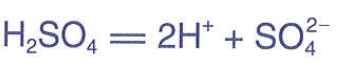 H₂SO₄ = 2H⁺ + SO₄²⁻